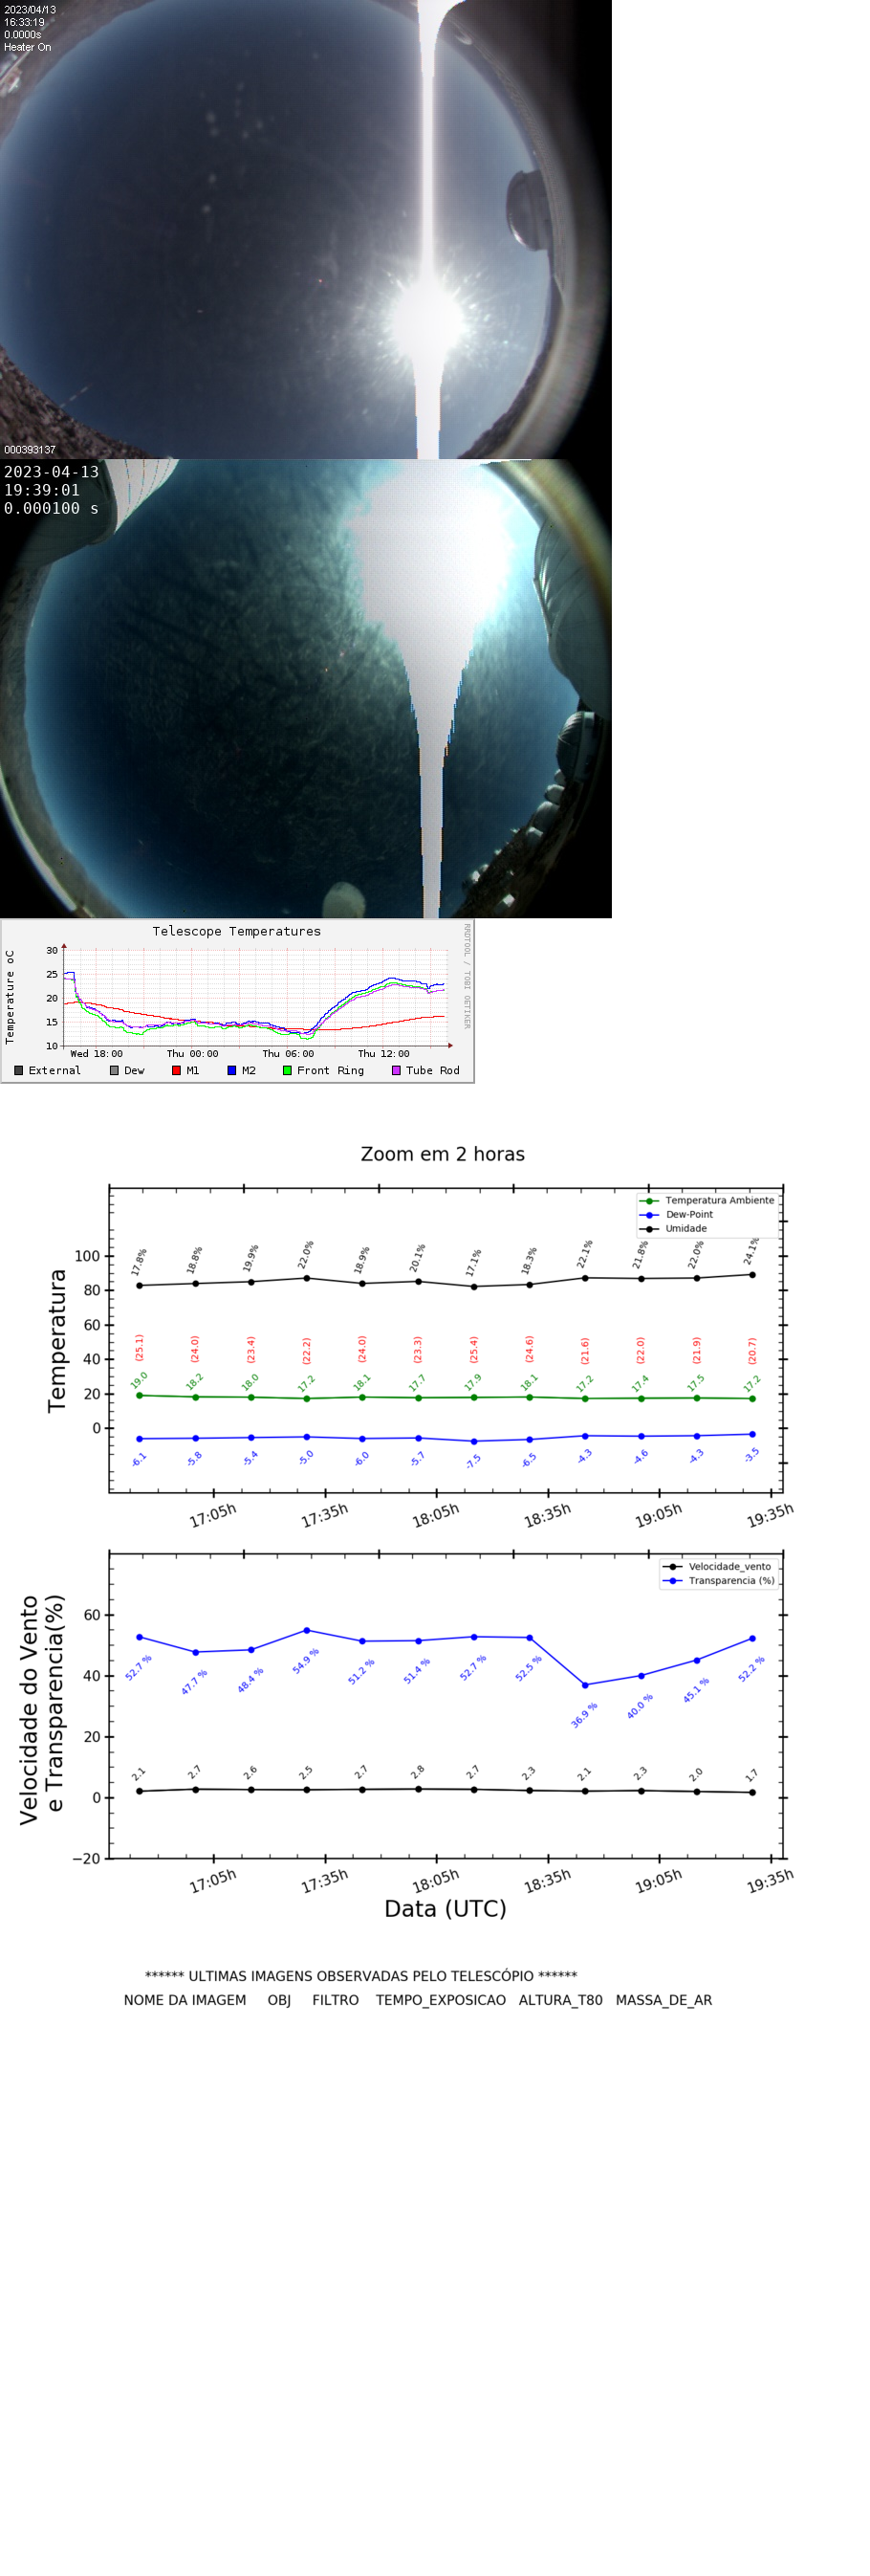 2023/04/13
16:33:19
0.0000s
Heater On
000393137
2023-04-13
19:39:01
0.000100 s
Telescope Temperatures
RRDTOOL / TOBI OETIKER
Temperature oC
30
25
20
15
10
Wed 18:00 Thu 00:00 Thu 06:00 Thu 12:00
External Dew M1 M2 Front Ring Tube Rod
Zoom em 2 horas
Temperatura Ambiente
Dew-Point
Umidade
Temperatura
100
80
60
40
20
0
17.8% 18.8% 19.9% 22.0% 18.9% 20.1% 17.1% 18.3% 22.1% 21.8% 22.0% 24.1%
(25.1) (24.0) (23.4) (22.2) (24.0) (23.3) (25.4) (24.6) (21.6) (22.0) (21.9) (20.7)
19.0 18.2 18.0 17.2 18.1 17.7 17.9 18.1 17.2 17.4 17.5 17.2
-6.1 -5.8 -5.4 -5.0 -6.0 -5.7 -7.5 -6.5 -4.3 -4.6 -4.3 -3.5
17:05h 17:35h 18:05h 18:35h 19:05h 19:35h
Velocidade_vento
Transparencia (%)
Velocidade do Vento
e Transparencia(%)
60
40
20
0
−20
52.7 % 47.7 % 48.4 % 54.9 % 51.2 % 51.4 % 52.7 % 52.5 % 36.9 % 40.0 % 45.1 % 52.2 %
2.1 2.7 2.6 2.5 2.7 2.8 2.7 2.3 2.1 2.3 2.0 1.7
17:05h 17:35h 18:05h 18:35h 19:05h 19:35h
Data (UTC)
****** ULTIMAS IMAGENS OBSERVADAS PELO TELESCÓPIO ******
NOME DA IMAGEM OBJ FILTRO TEMPO_EXPOSICAO ALTURA_T80 MASSA_DE_AR